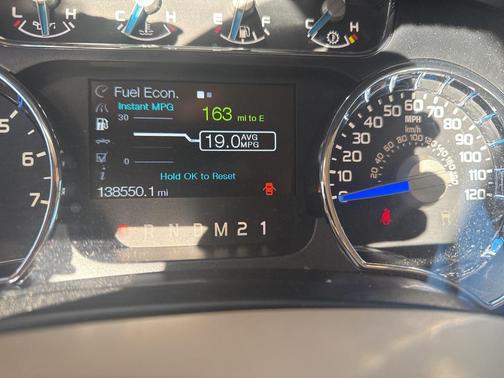 L H C H E F C H
Fuel Econ.
Instant MPG
30
163 mi to E
19.0 AVG MPG
0
Hold OK to Reset
138550.1 mi
R N D M 2 1
5
6
7
0 10 20 30 40 50 60 70 80 90 100 110 120
MPH
km/h